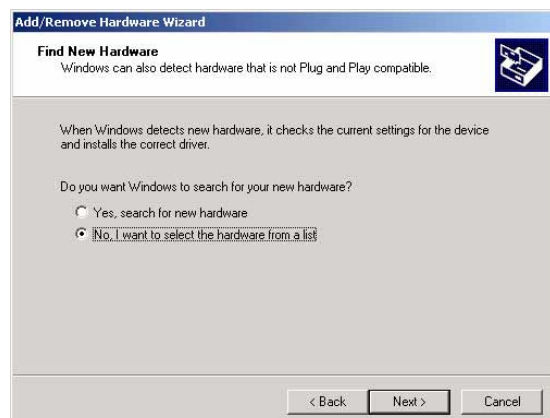 Add/Remove Hardware Wizard
Find New Hardware
Windows can also detect hardware that is not Plug and Play compatible.
When Windows detects new hardware, it checks the current settings for the device
and installs the correct driver.
Do you want Windows to search for your new hardware?
Yes, search for new hardware
No, I want to select the hardware from a list
< Back
Next >
Cancel